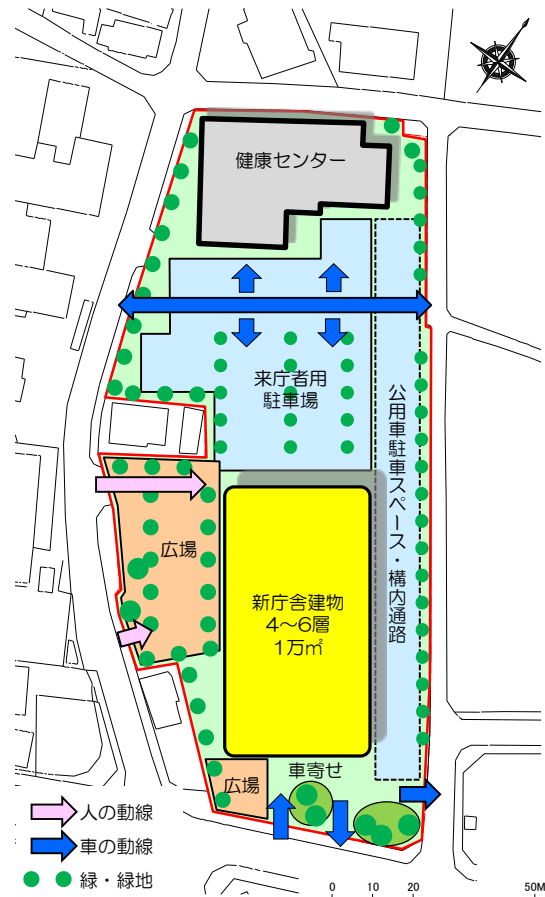 健康センター
来庁者用
駐車場
公用車駐車スペース・構内通路
広場
新庁舎建物
4～6層
1万㎡
広場
車寄せ
人の動線
車の動線
緑・緑地
0 10 20 50M